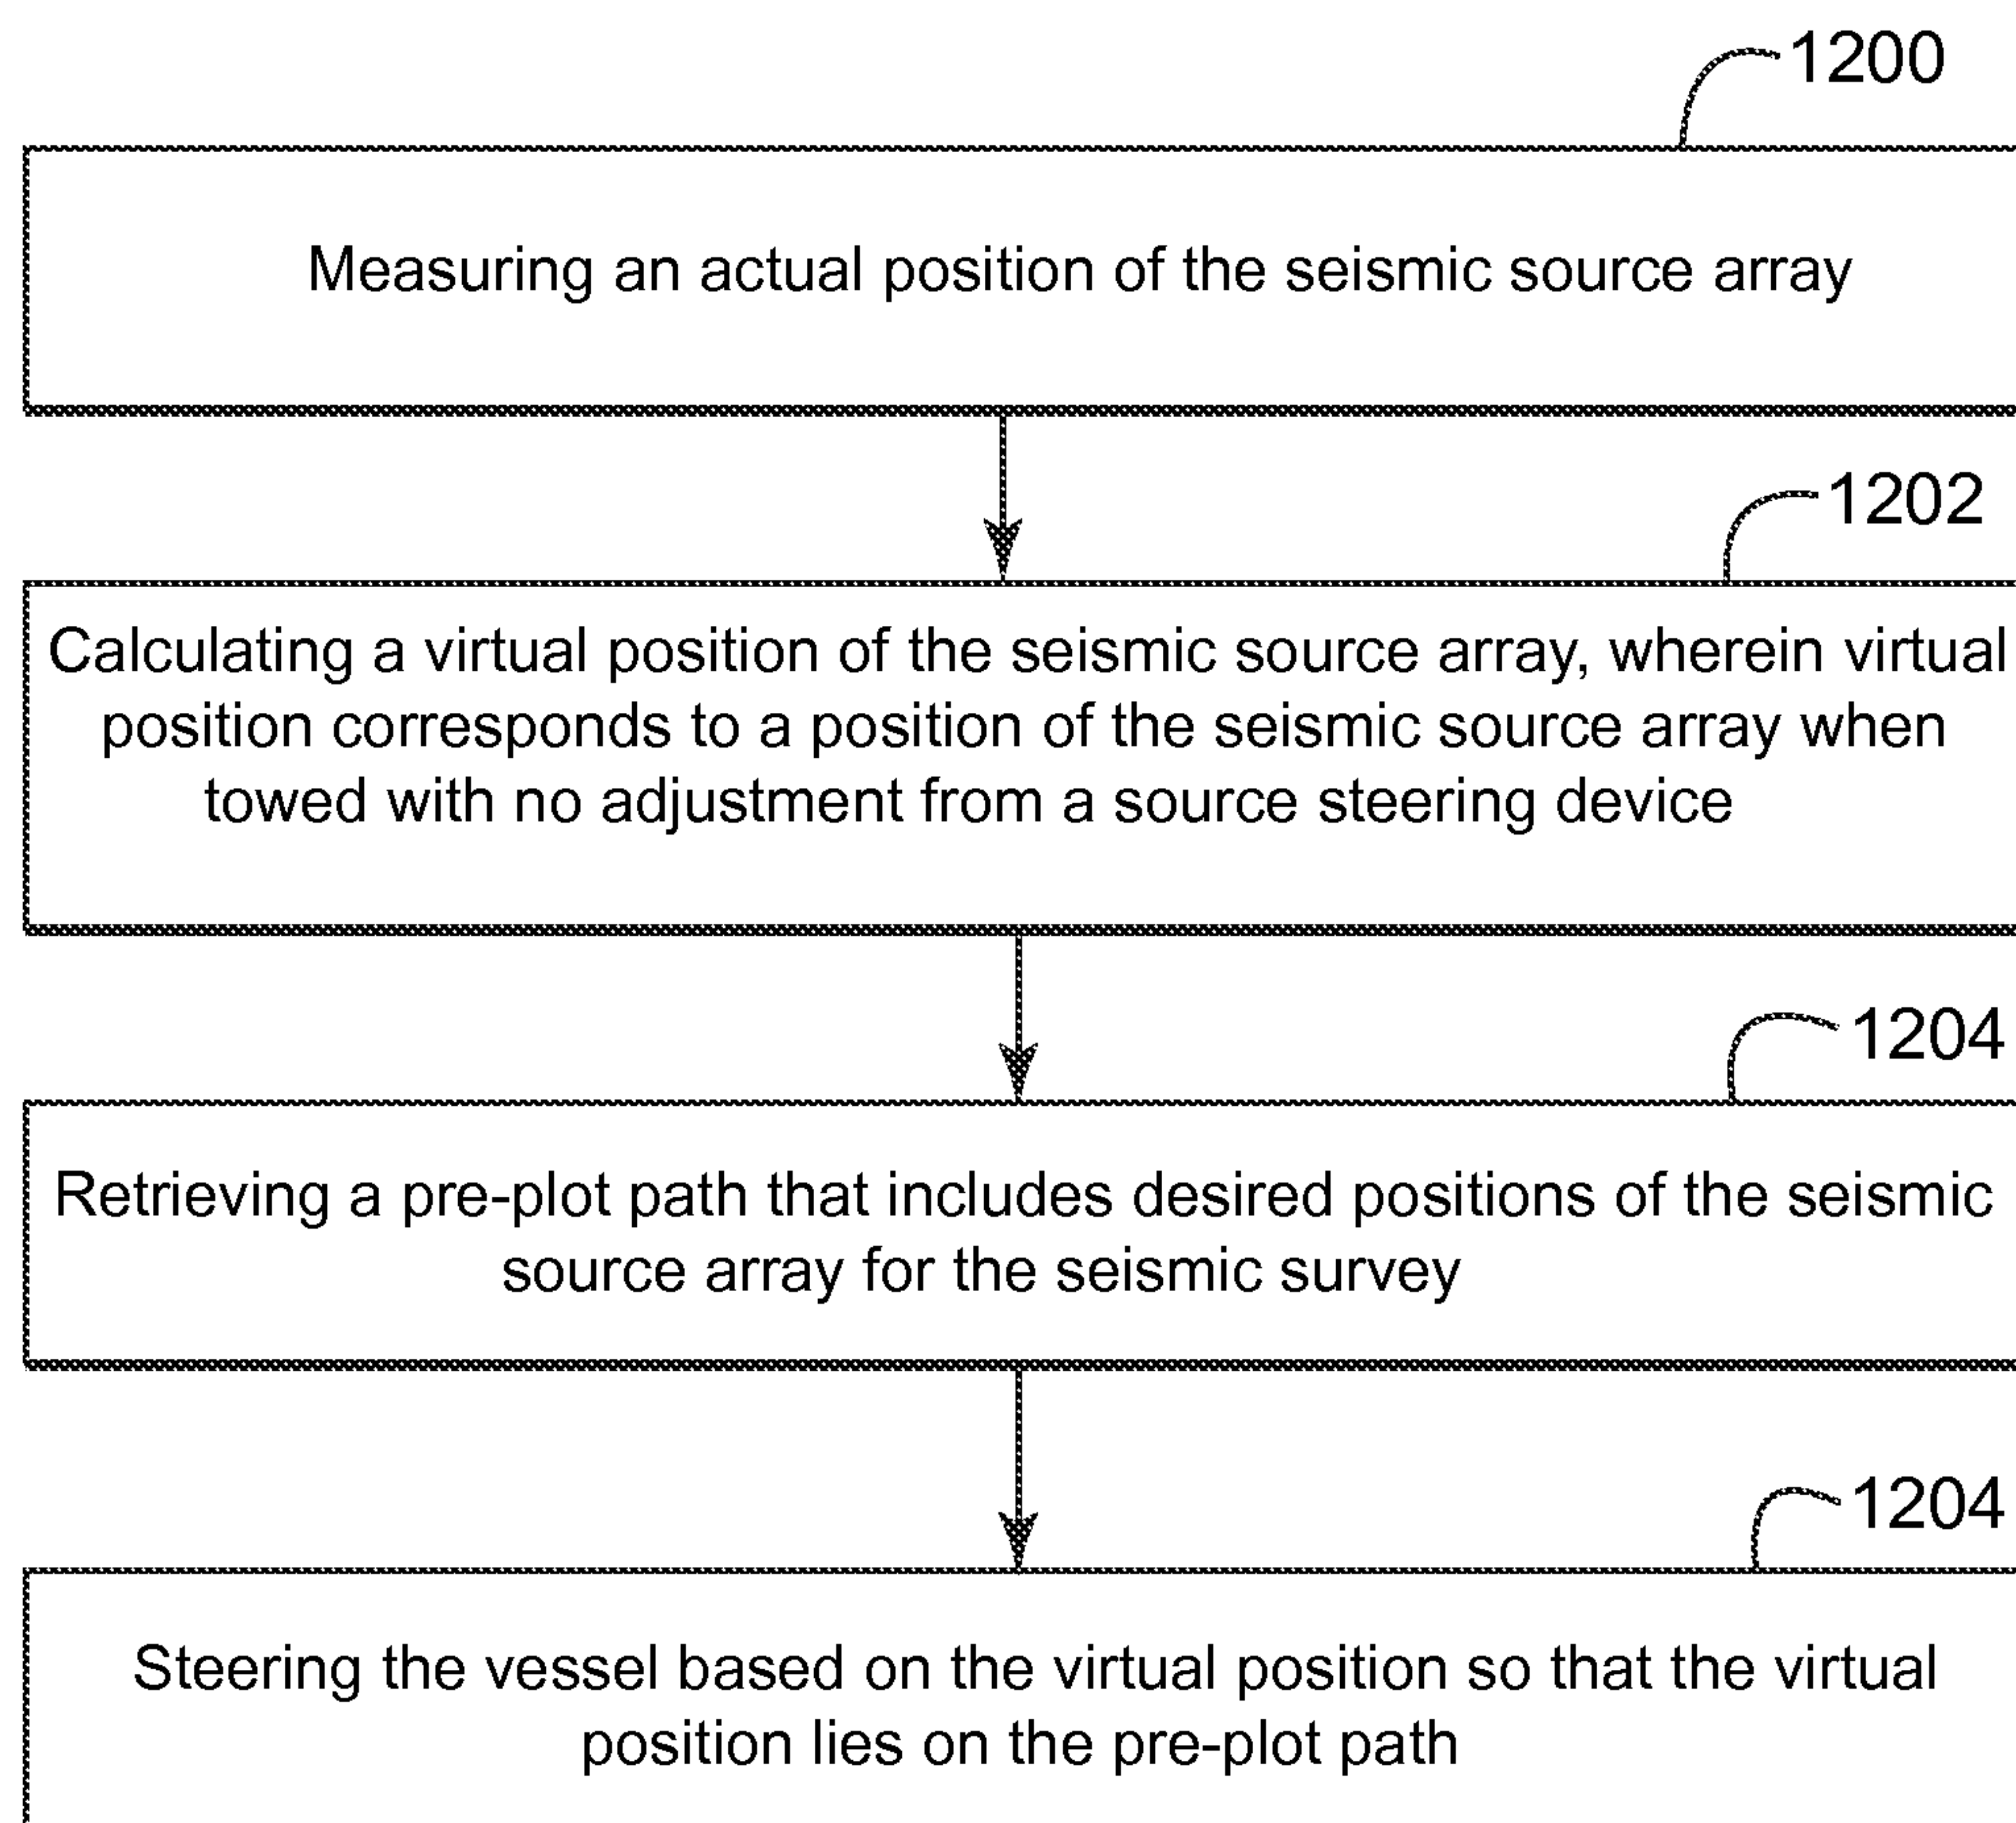 1200
Measuring an actual position of the seismic source array
1202
Calculating a virtual position of the seismic source array, wherein virtual
position corresponds to a position of the seismic source array when
towed with no adjustment from a source steering device
1204
Retrieving a pre-plot path that includes desired positions of the seismic
source array for the seismic survey
1204
Steering the vessel based on the virtual position so that the virtual
position lies on the pre-plot path